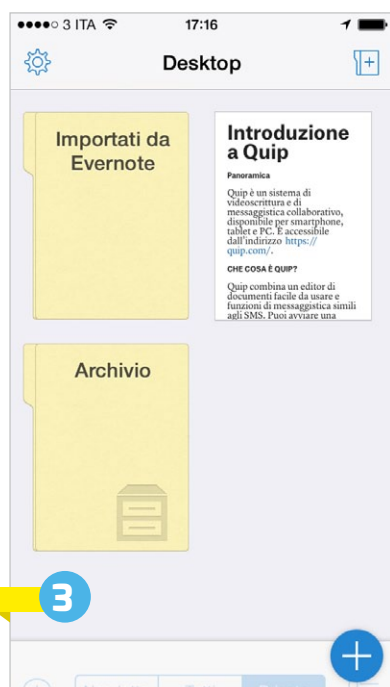 3 ITA 17:16
Desktop
Importati da
Evernote
Introduzione
a Quip
Panoramica
Quip è un sistema di
videoscrittura e di
messaggistica collaborativo,
disponibile per smartphone,
tablet e PC. È accessibile
dall'indirizzo https://
quip.com/.
CHE COSA È QUIP?
Quip combina un editor di
documenti facile da usare e
funzioni di messaggistica simili
agli SMS. Puoi avviare una
Archivio
3